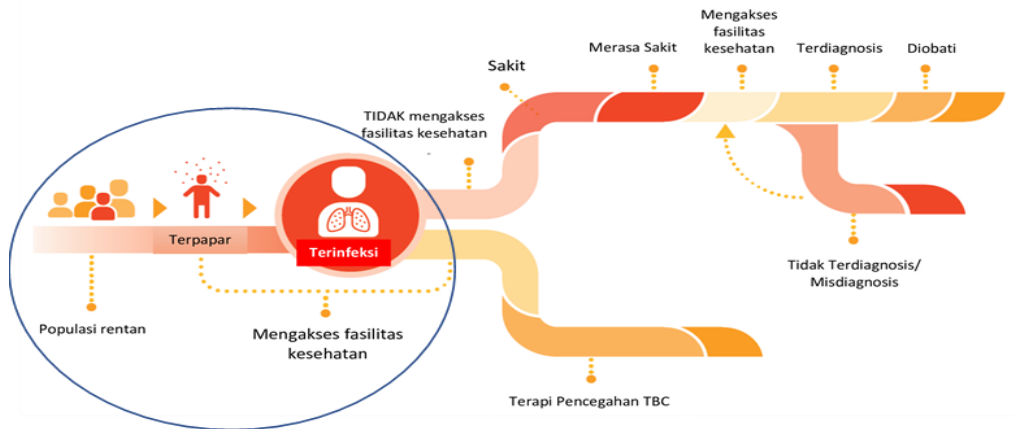 Mengakses
fasilitas
kesehatan
Merasa Sakit
Terdiagnosis
Diobati
Sakit
TIDAK mengakses
fasilitas kesehatan
Terpapar
Terinfeksi
Populasi rentan
Mengakses fasilitas
kesehatan
Tidak Terdiagnosis/
Misdiagnosis
Terapi Pencegahan TBC